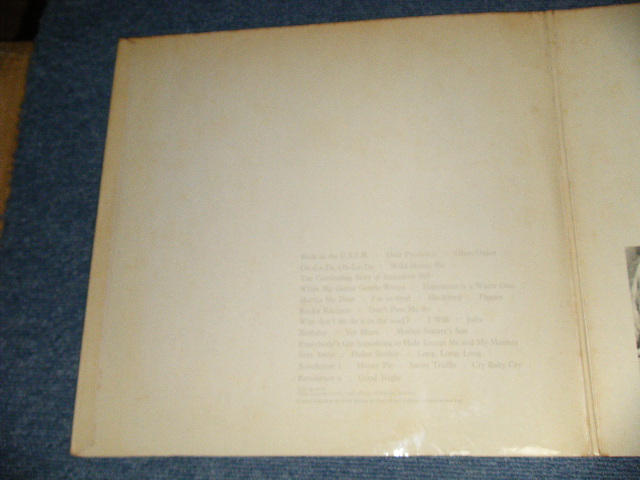 Back in the U.S.S.R. Dear Prudence Glass Onion
Ob-La-Di, Ob-La-Da Wild Honey Pie
The Continuing Story of Bungalow Bill
While My Guitar Gently Weeps Happiness is a Warm Gun
Martha My Dear I'm so tired Blackbird Piggies
Rocky Raccoon Don't Pass Me By
Why don't we do it in the road? I Will Julia
Birthday Yer Blues Mother Nature's Son
Everybody's Got Something to Hide Except Me and My Monkey
Sexy Sadie Helter Skelter Long, Long, Long
Revolution 1 Honey Pie Savoy Truffle Cry Baby Cry
Revolution 9 Good Night